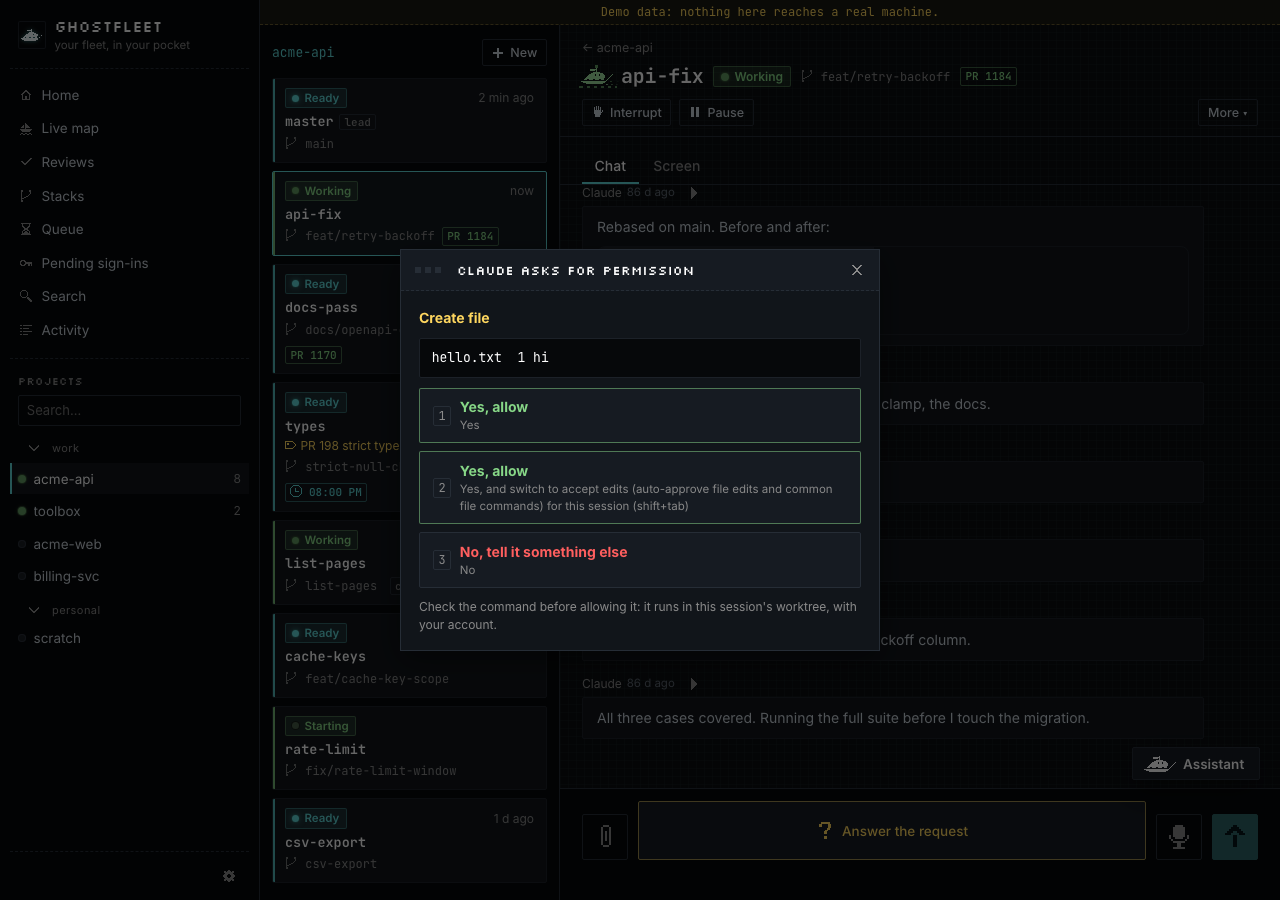 Demo data: nothing here reaches a real machine.
GHOSTFLEET
your fleet, in your pocket
Home
Live map
Reviews
Stacks
Queue
Pending sign-ins
Search
Activity
PROJECTS
Search...
work
acme-api 8
toolbox 2
acme-web
billing-svc
personal
scratch
acme-api
+ New
Ready 2 min ago
master lead
main
Working now
api-fix
feat/retry-backoff PR 1184
Ready
docs-pass
docs/openapi-
PR 1170
Ready
types
PR 198 strict type
strict-null-c
08:00 PM
Working
list-pages
list-pages
Ready
cache-keys
feat/cache-key-scope
Starting
rate-limit
fix/rate-limit-window
Ready 1 d ago
csv-export
csv-export
← acme-api
api-fix Working feat/retry-backoff PR 1184
Interrupt Pause More
Chat Screen
Claude 86 d ago
Rebased on main. Before and after:
clamp, the docs.
ckoff column.
Claude 86 d ago
All three cases covered. Running the full suite before I touch the migration.
Assistant
? Answer the request
CLAUDE ASKS FOR PERMISSION
Create file
hello.txt 1 hi
1 Yes, allow
Yes
2 Yes, allow
Yes, and switch to accept edits (auto-approve file edits and common
file commands) for this session (shift+tab)
3 No, tell it something else
No
Check the command before allowing it: it runs in this session's worktree, with
your account.